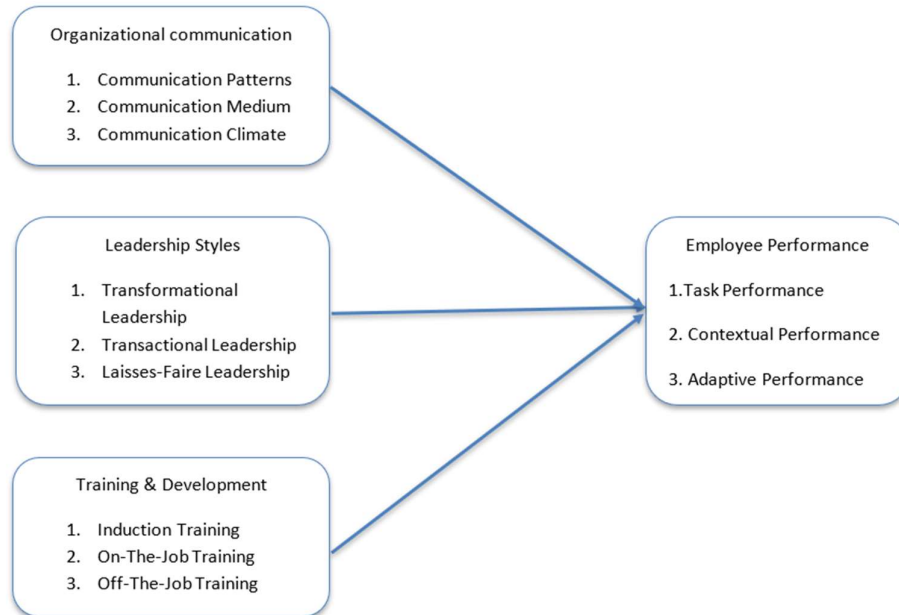 Organizational communication
1. Communication Patterns
2. Communication Medium
3. Communication Climate
Leadership Styles
1. Transformational
Leadership
2. Transactional Leadership
3. Laisses-Faire Leadership
Training & Development
1. Induction Training
2. On-The-Job Training
3. Off-The-Job Training
Employee Performance
1.Task Performance
2. Contextual Performance
3. Adaptive Performance